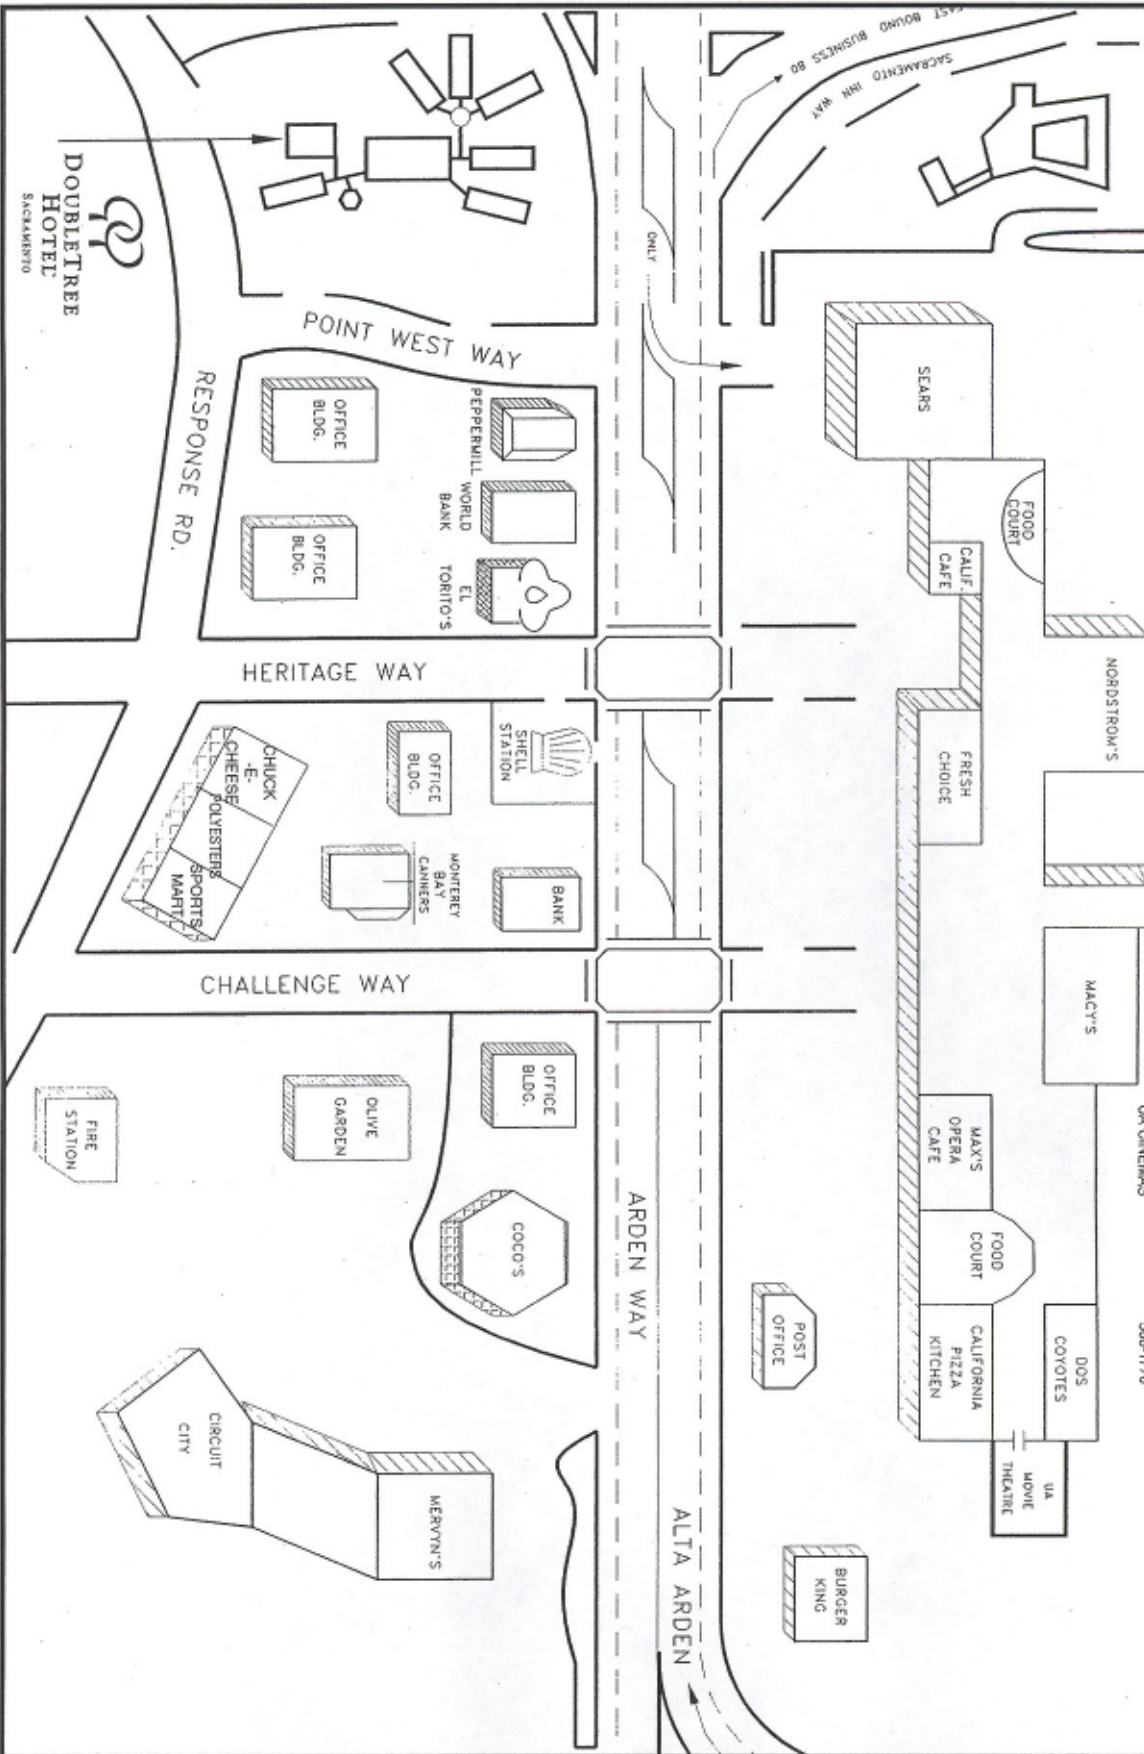 EAST BOUND BUSINESS 80
SACRAMENTO INN WAY
DOUBLETREE
HOTEL
SACRAMENTO
ONLY
POINT WEST WAY
RESPONSE RD.
SEARS
FOOD
COURT
CALIF.
CAFE
NORDSTROM'S
OFFICE
BLDG.
PEPPERMILL
WORLD
BANK
EL
TORITO'S
OFFICE
BLDG.
HERITAGE WAY
FRESH
CHOICE
SHELL
STATION
OFFICE
BLDG.
CHUCK
-E-
CHEESE
POLYESTERS
SPORTS
MART
MONTEREY
BAY
CANNERS
BANK
CHALLENGE WAY
MACY'S
UA CINEMAS
OFFICE
BLDG.
OLIVE
GARDEN
FIRE
STATION
MAX'S
OPERA
CAFE
FOOD
COURT
COCO'S
ARDEN WAY
POST
OFFICE
CALIFORNIA
PIZZA
KITCHEN
DOS
COYOTES
UA
MOVIE
THEATRE
CIRCUIT
CITY
MERVYN'S
ALTA ARDEN
BURGER
KING